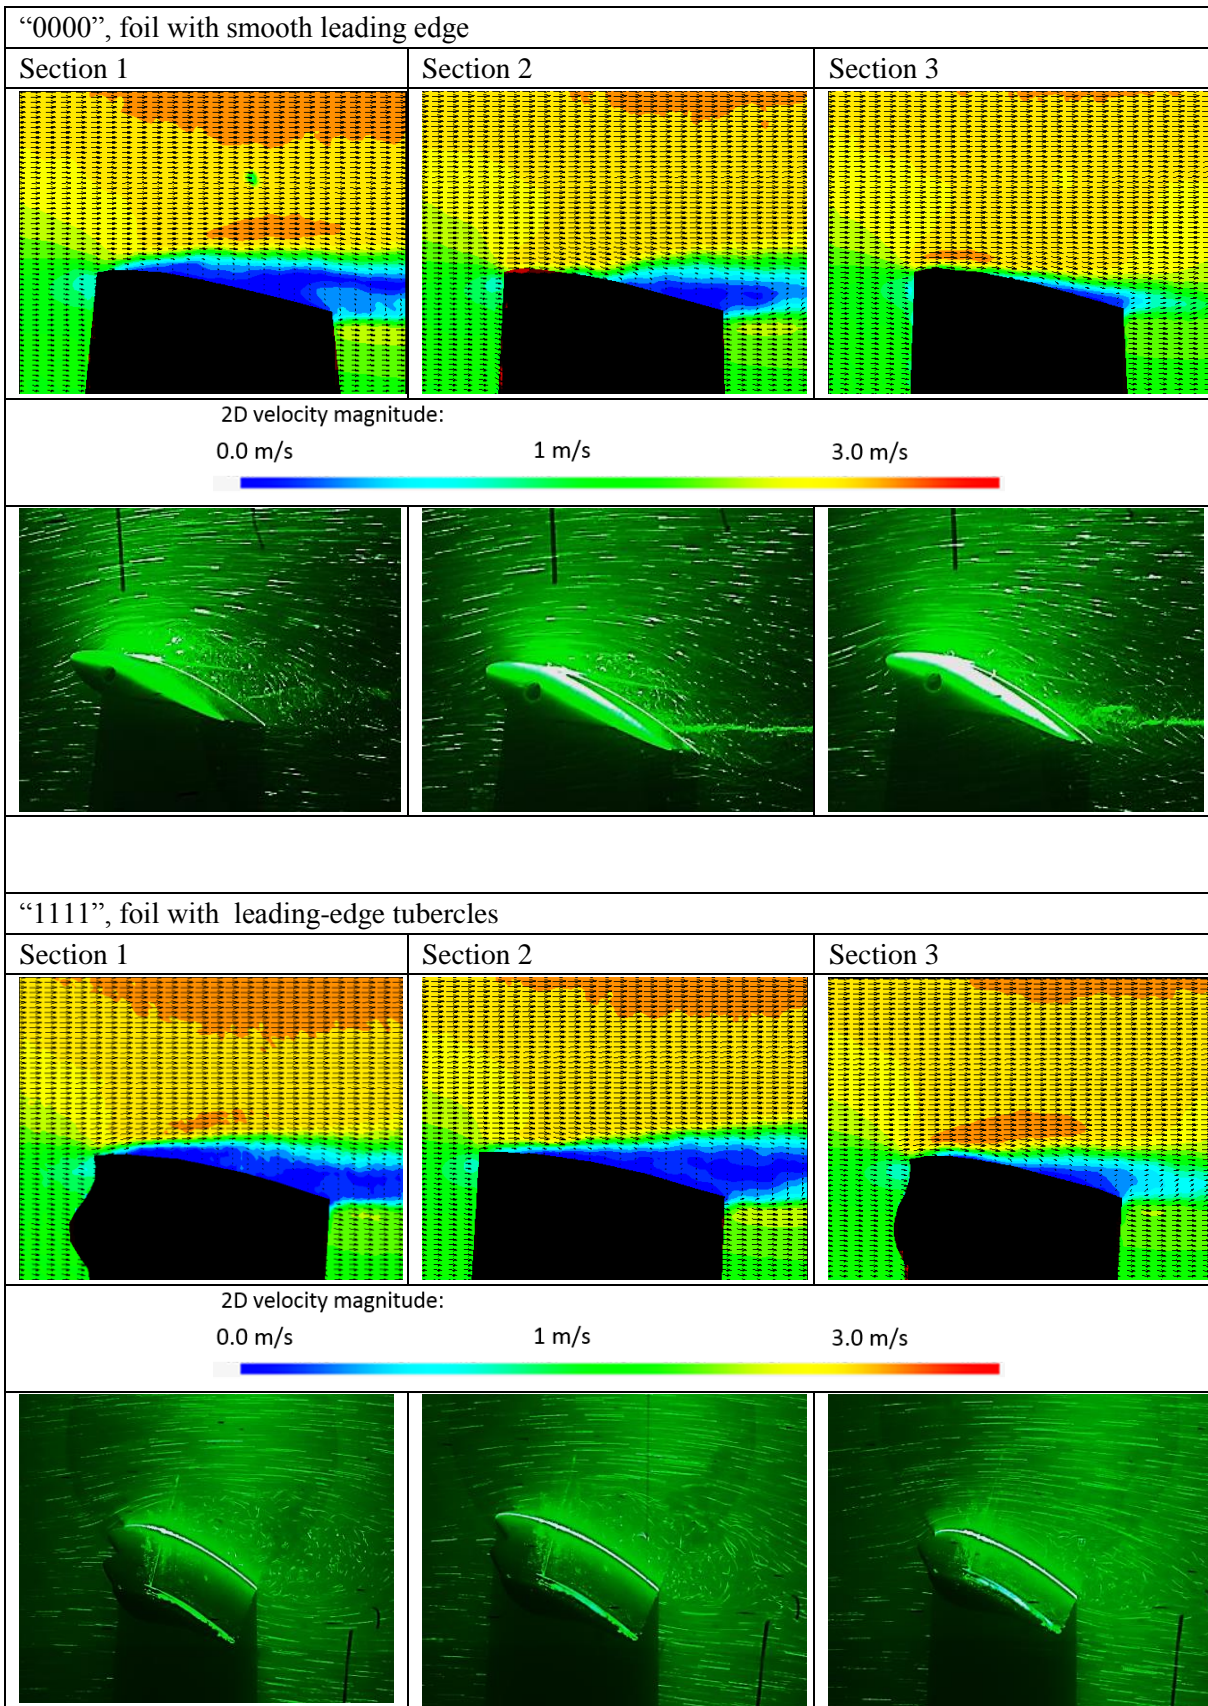 “0000”, foil with smooth leading edge
Section 1
Section 2
Section 3
2D velocity magnitude:
0.0 m/s
1 m/s
3.0 m/s
“1111”, foil with leading-edge tubercles
Section 1
Section 2
Section 3
2D velocity magnitude:
0.0 m/s
1 m/s
3.0 m/s